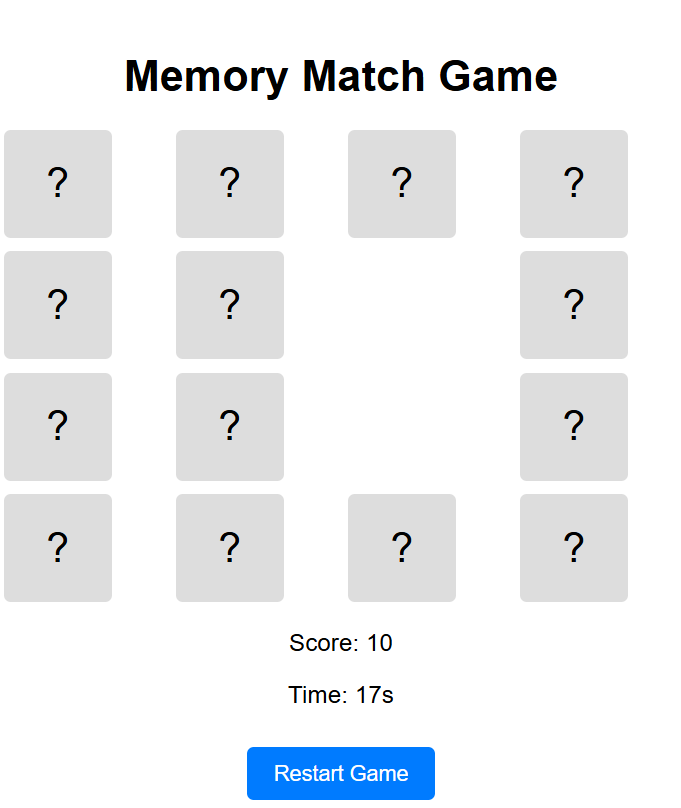 Memory Match Game
? ? ? ?
? ? ?
? ? ?
? ? ? ?
Score: 10
Time: 17s
Restart Game